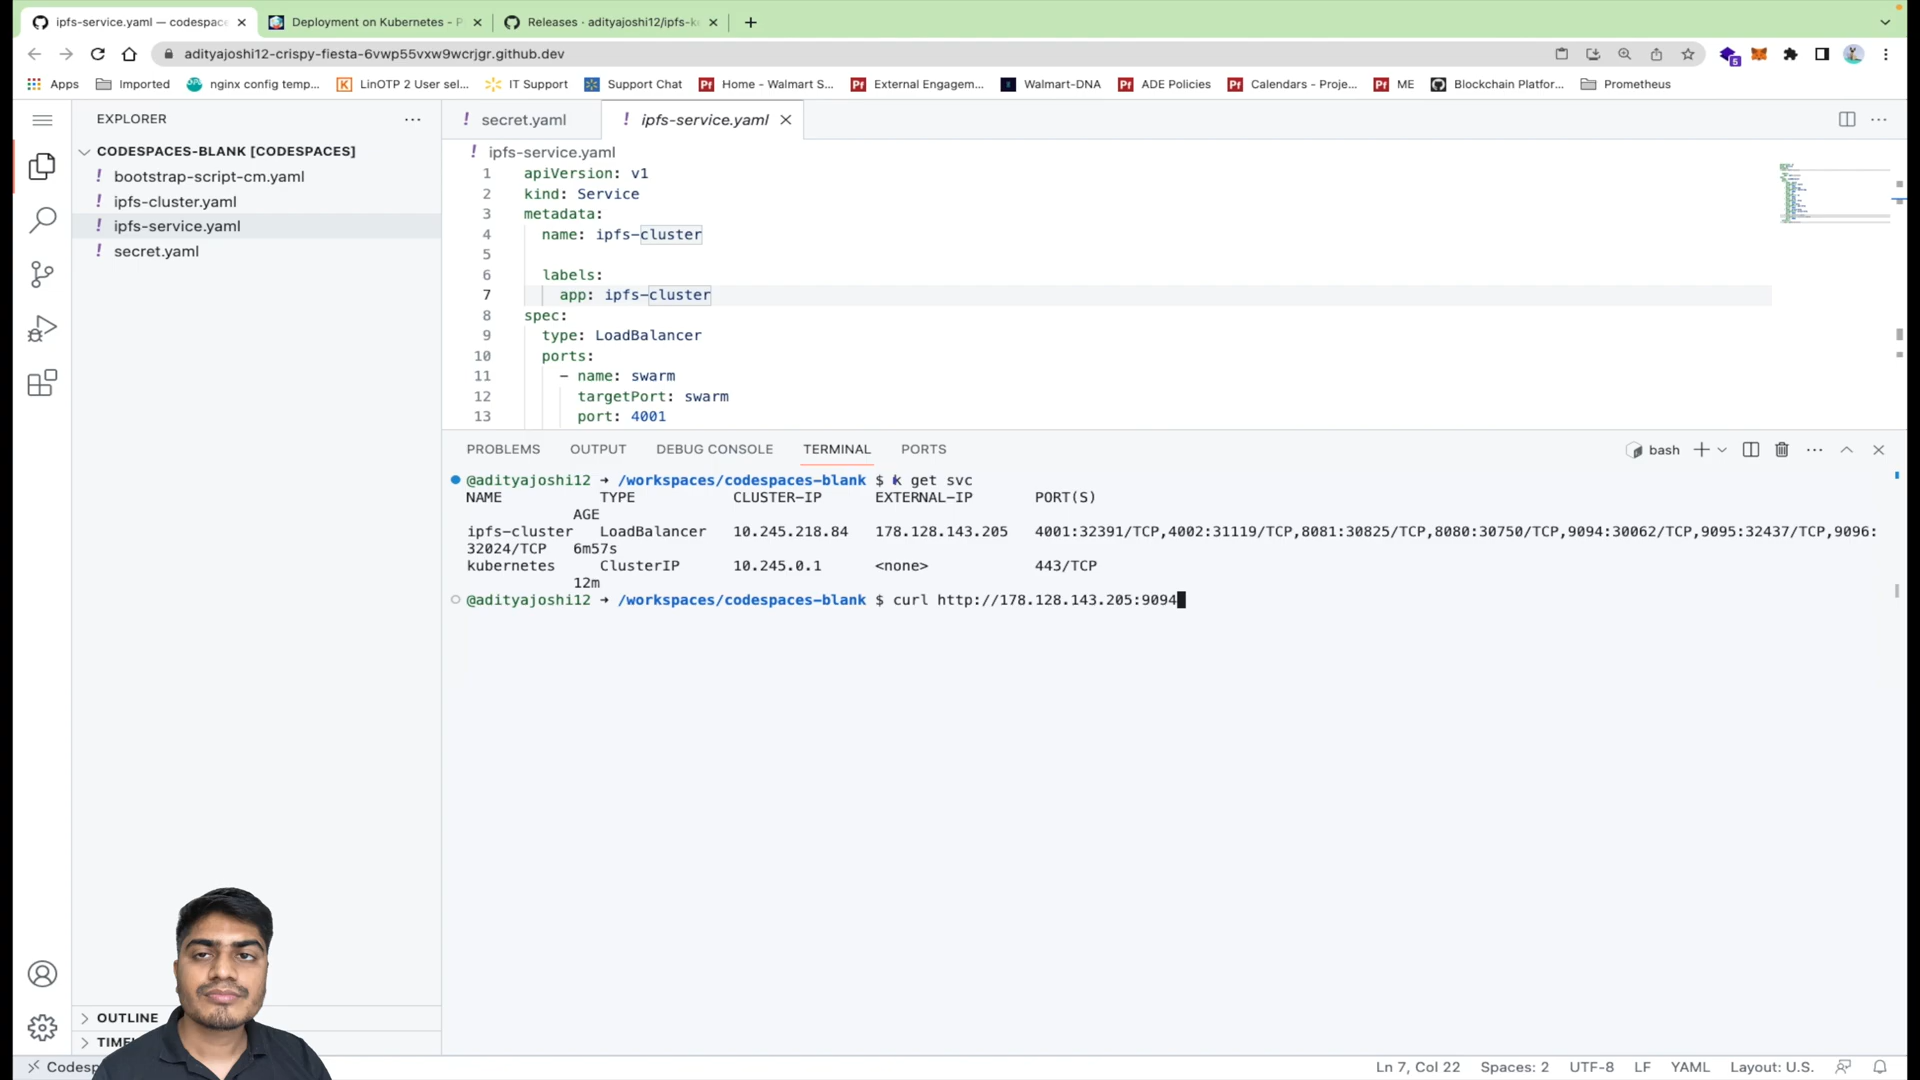 ipfs-service.yaml — codespace
Deployment on Kubernetes - P
Releases · adityajoshi12/ipfs-k
adityajoshi12-crispy-fiesta-6vwp55vxw9wcrjgr.github.dev
5
Apps
Imported
nginx config temp...
LinOTP 2 User sel...
IT Support
Support Chat
Home - Walmart S...
External Engagem...
Walmart-DNA
ADE Policies
Calendars - Proje...
ME
Blockchain Platfor...
Prometheus
EXPLORER
CODESPACES-BLANK [CODESPACES]
! bootstrap-script-cm.yaml
! ipfs-cluster.yaml
! ipfs-service.yaml
! secret.yaml
OUTLINE
! secret.yaml
! ipfs-service.yaml
! ipfs-service.yaml
1 apiVersion: v1
2 kind: Service
3 metadata:
4 name: ipfs-cluster
5
6 labels:
7 app: ipfs-cluster
8 spec:
9 type: LoadBalancer
10 ports:
11 - name: swarm
12 targetPort: swarm
13 port: 4001
PROBLEMS OUTPUT DEBUG CONSOLE TERMINAL PORTS
bash
@adityajoshi12 → /workspaces/codespaces-blank $ k get svc
NAME TYPE CLUSTER-IP EXTERNAL-IP PORT(S)
AGE
ipfs-cluster LoadBalancer 10.245.218.84 178.128.143.205 4001:32391/TCP,4002:31119/TCP,8081:30825/TCP,8080:30750/TCP,9094:30062/TCP,9095:32437/TCP,9096:
32024/TCP 6m57s
kubernetes ClusterIP 10.245.0.1 <none> 443/TCP
12m
@adityajoshi12 → /workspaces/codespaces-blank $ curl http://178.128.143.205:9094
Codesp
Ln 7, Col 22 Spaces: 2 UTF-8 LF YAML Layout: U.S.